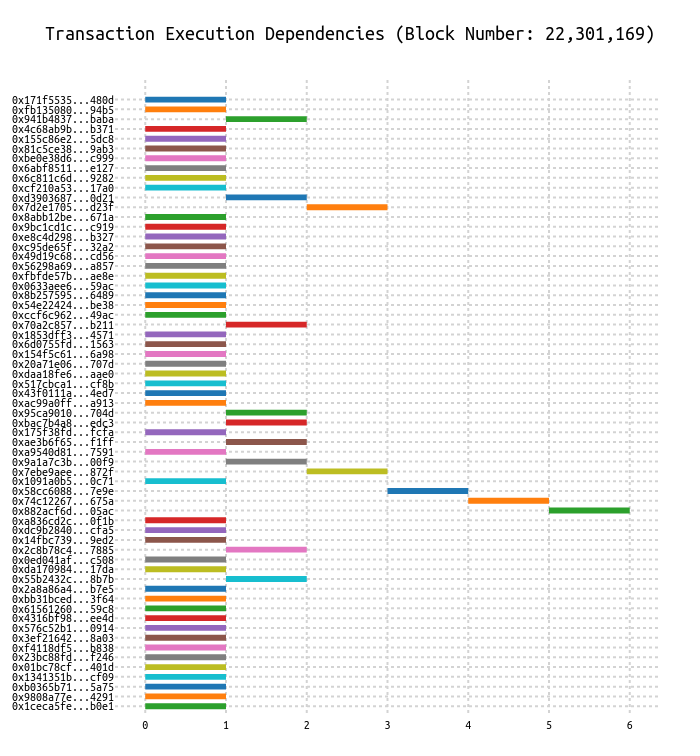 Transaction Execution Dependencies (Block Number: 22,301,169)
0x171f5535...480d
0xfb135080...94b5
0x941b4837...baba
0x4c68ab9b...b371
0x155c86e2...5dc8
0x81c5ce38...9ab3
0xbe0e38d6...c999
0x6abf8511...e127
0x6c811c6d...9282
0xcf210a53...17a0
0xd3903687...0d21
0x7d2e1705...d23f
0x8abb12be...671a
0x9bc1cd1c...c919
0xe8c4d298...b327
0xc95de65f...32a2
0x49d19c68...cd56
0x56298a69...a857
0xfbfde57b...ae8e
0x0633aee6...59ac
0x8b257595...6489
0x54e22424...be38
0xccf6c962...49ac
0x70a2c857...b211
0x1853dff3...4571
0x6d0755fd...1563
0x154f5c61...6a98
0x20a71e06...707d
0xdaa18fe6...aae0
0x517cbca1...cf8b
0x43f0111a...4ed7
0xac99a0ff...a913
0x95ca9010...704d
0xbac7b4a8...edc3
0x175f38fd...fcfa
0xae3b6f65...f1ff
0xa9540d81...7591
0x9a1a7c3b...00f9
0x7ebe9aee...872f
0x1091a0b5...0c71
0x58cc6088...7e9e
0x74c12267...675a
0x882acf6d...05ac
0xa836cd2c...0f1b
0xdc9b2840...cfa5
0x14fbc739...9ed2
0x2c8b78c4...7885
0x0ed041af...c508
0xda170984...17da
0x55b2432c...8b7b
0x2a8a86a4...b7e5
0xbb31bced...3f64
0x61561260...59c8
0x4316bf98...ee4d
0x576c52b1...0914
0x3ef21642...8a03
0xf4118df5...b838
0x23bc88fd...f246
0x01bc78cf...401d
0x1341351b...cf09
0xb0365b71...5a75
0x9808a77e...4291
0x1ceca5fe...b0e1
0 1 2 3 4 5 6